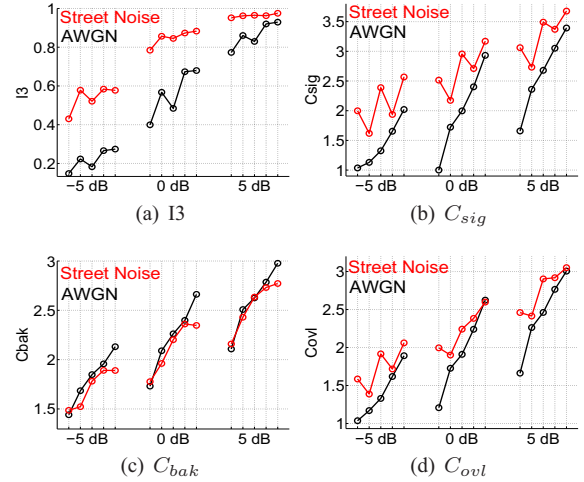 Street Noise
AWGN
I3
1
0.8
0.6
0.4
0.2
−5 dB 0 dB 5 dB
(a) I3
Street Noise
AWGN
Csig
3.5
3
2.5
2
1.5
1
−5 dB 0 dB 5 dB
(b) C_sig
Street Noise
AWGN
Cbak
3
2.5
2
1.5
−5 dB 0 dB 5 dB
(c) C_bak
Street Noise
AWGN
Covl
3
2.5
2
1.5
1
−5 dB 0 dB 5 dB
(d) C_ovl